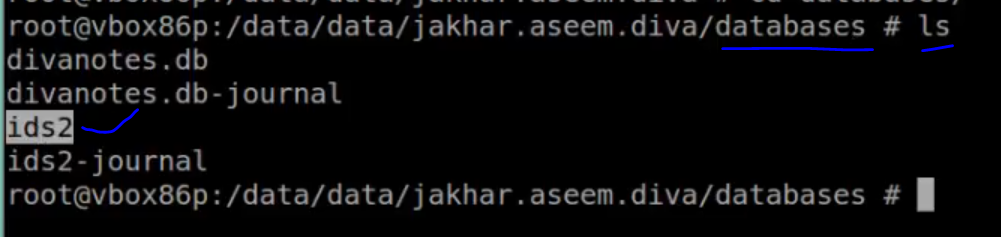 root@vbox86p:/data/data/jakhar.aseem.diva/databases # ls
divanotes.db
divanotes.db-journal
ids2
ids2-journal
root@vbox86p:/data/data/jakhar.aseem.diva/databases #